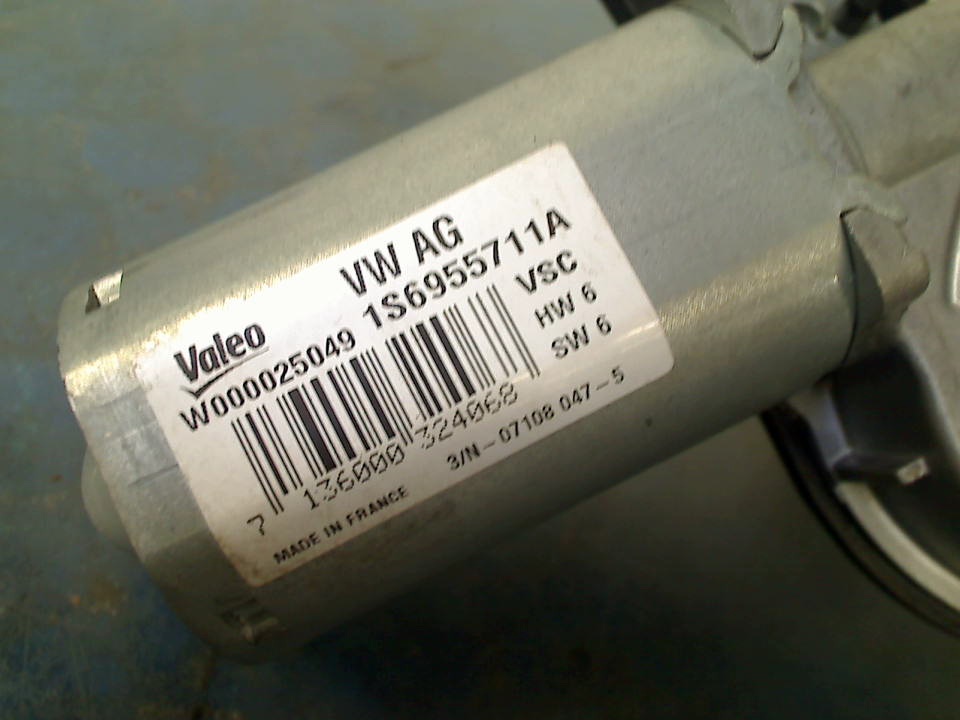 VW AG
Valeo
1S6955711A
W000025049
VSC
HW 6
SW 6
7 136000 324068
3/N-07108 047-5
MADE IN FRANCE